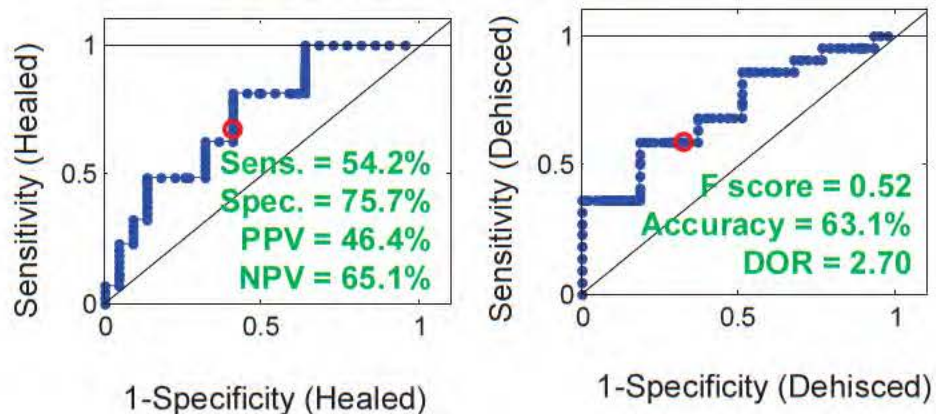 Sensitivity (Healed)
1
0.5
0
0
0.5
1
Sens. = 54.2%
Spec. = 75.7%
PPV = 46.4%
NPV = 65.1%
1-Specificity (Healed)
Sensitivity (Dehisced)
1
0.5
0
0
0.5
1
F score = 0.52
Accuracy = 63.1%
DOR = 2.70
1-Specificity (Dehisced)